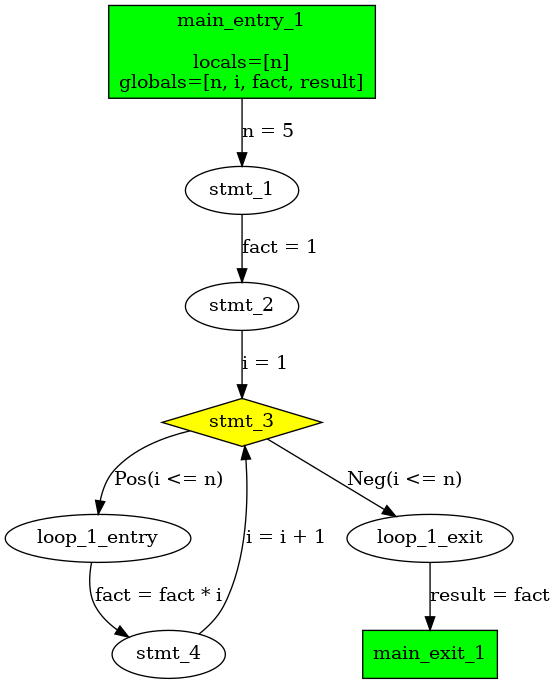 main_entry_1
locals=[n]
globals=[n, i, fact, result]
n = 5
stmt_1
fact = 1
stmt_2
i = 1
stmt_3
Pos(i <= n)
Neg(i <= n)
loop_1_entry
i = i + 1
loop_1_exit
fact = fact * i
result = fact
stmt_4
main_exit_1